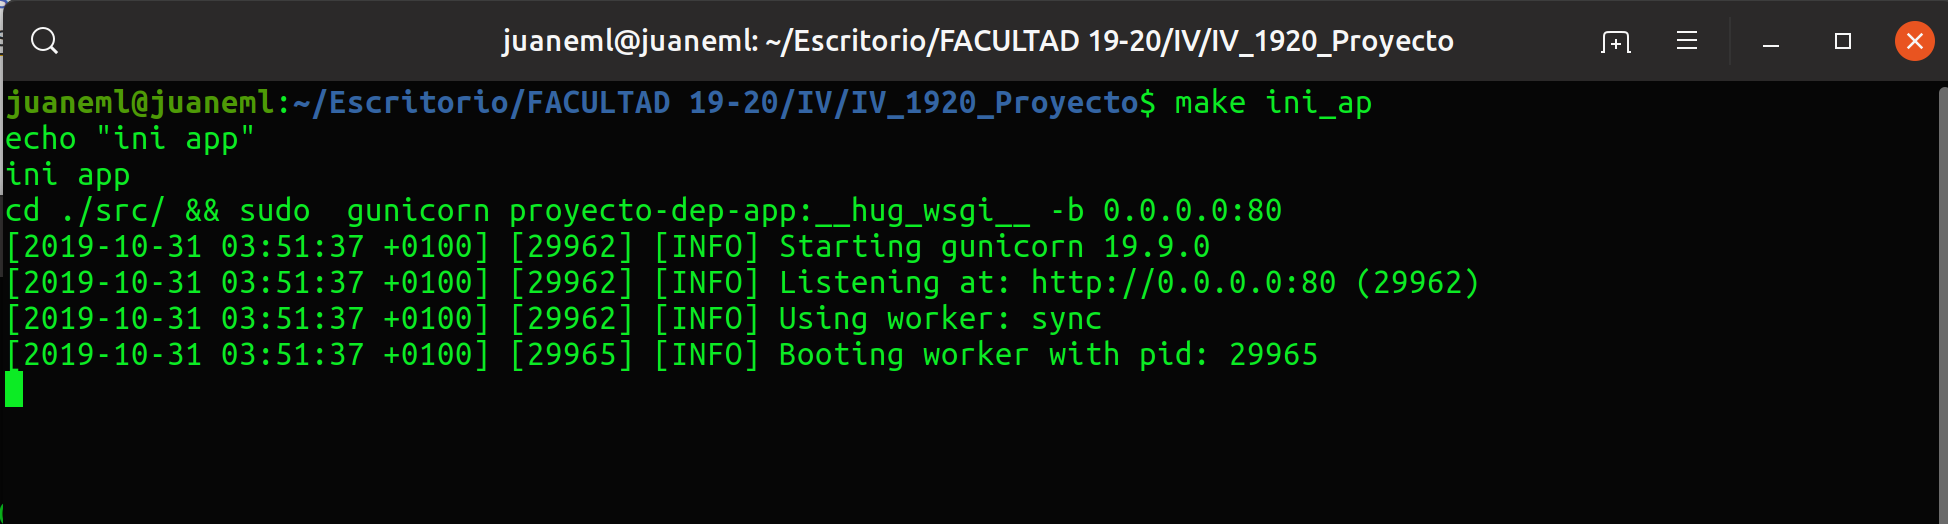 juaneml@juaneml: ~/Escritorio/FACULTAD 19-20/IV/IV_1920_Proyecto
juaneml@juaneml:~/Escritorio/FACULTAD 19-20/IV/IV_1920_Proyecto$ make ini_ap
echo "ini app"
ini app
cd ./src/ && sudo  gunicorn proyecto-dep-app:__hug_wsgi__ -b 0.0.0.0:80
[2019-10-31 03:51:37 +0100] [29962] [INFO] Starting gunicorn 19.9.0
[2019-10-31 03:51:37 +0100] [29962] [INFO] Listening at: http://0.0.0.0:80 (29962)
[2019-10-31 03:51:37 +0100] [29962] [INFO] Using worker: sync
[2019-10-31 03:51:37 +0100] [29965] [INFO] Booting worker with pid: 29965